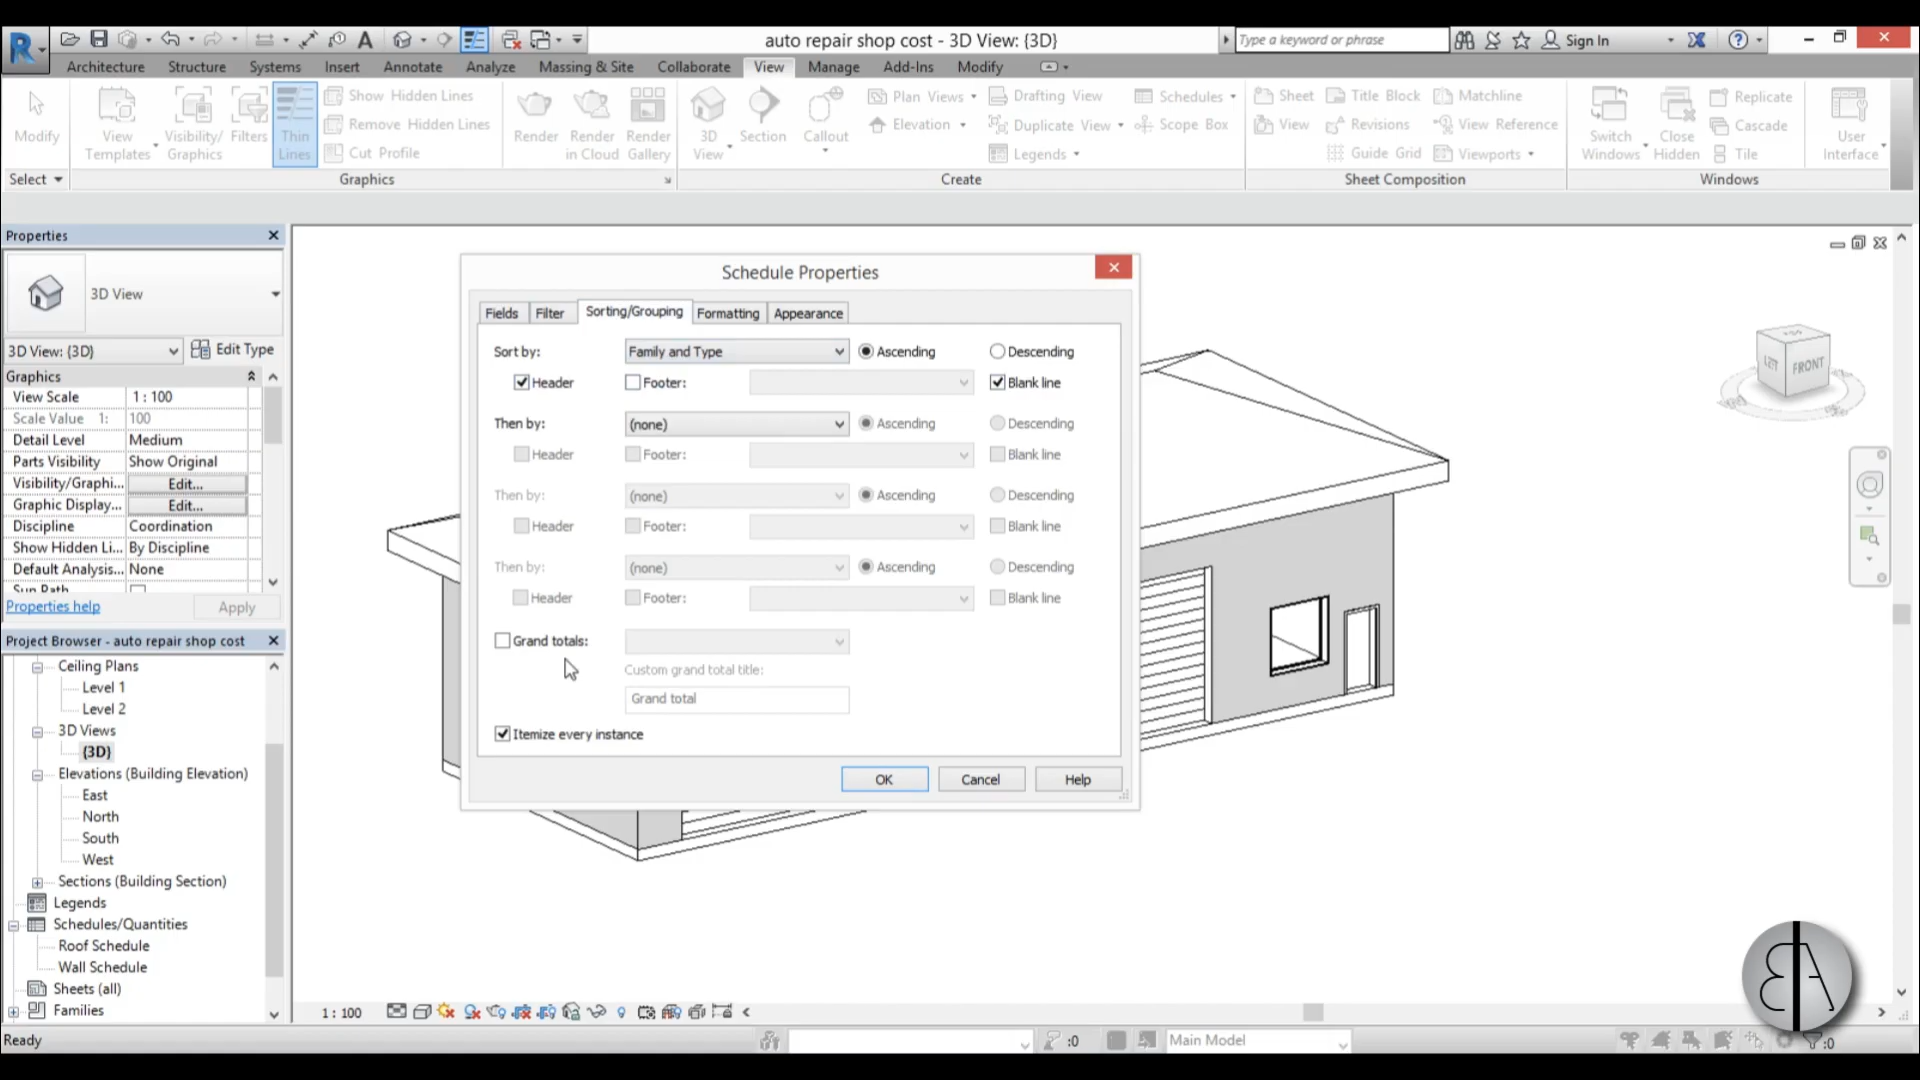 auto repair shop cost - 3D View: {3D}
Type a keyword or phrase
Sign In
Architecture Structure Systems Insert Annotate Analyze Massing & Site Collaborate View Manage Add-Ins Modify
Modify
View Templates
Visibility/ Graphics
Filters
Thin Lines
Show Hidden Lines
Remove Hidden Lines
Cut Profile
Render
Render in Cloud
Render Gallery
3D View
Section
Callout
Plan Views
Elevation
Drafting View
Duplicate View
Legends
Schedules
Scope Box
Sheet
View
Title Block
Revisions
Guide Grid
Matchline
View Reference
Viewports
Switch Windows
Close Hidden
Replicate
Cascade
Tile
User Interface
Select Graphics Create Sheet Composition Windows
Properties
3D View
3D View: {3D} Edit Type
Graphics
View Scale 1 : 100
Scale Value 1: 100
Detail Level Medium
Parts Visibility Show Original
Visibility/Graphi... Edit...
Graphic Display... Edit...
Discipline Coordination
Show Hidden Li... By Discipline
Default Analysis... None
Sun Path
Properties help Apply
Project Browser - auto repair shop cost
Ceiling Plans
Level 1
Level 2
3D Views
{3D}
Elevations (Building Elevation)
East
North
South
West
Sections (Building Section)
Legends
Schedules/Quantities
Roof Schedule
Wall Schedule
Sheets (all)
Families
Schedule Properties
Fields Filter Sorting/Grouping Formatting Appearance
Sort by: Family and Type Ascending Descending
Header Footer: Blank line
Then by: (none) Ascending Descending
Header Footer: Blank line
Then by: (none) Ascending Descending
Header Footer: Blank line
Then by: (none) Ascending Descending
Header Footer: Blank line
Grand totals:
Custom grand total title:
Grand total
Itemize every instance
OK Cancel Help
LEFT FRONT
1 : 100
Ready
:0
Main Model
:0